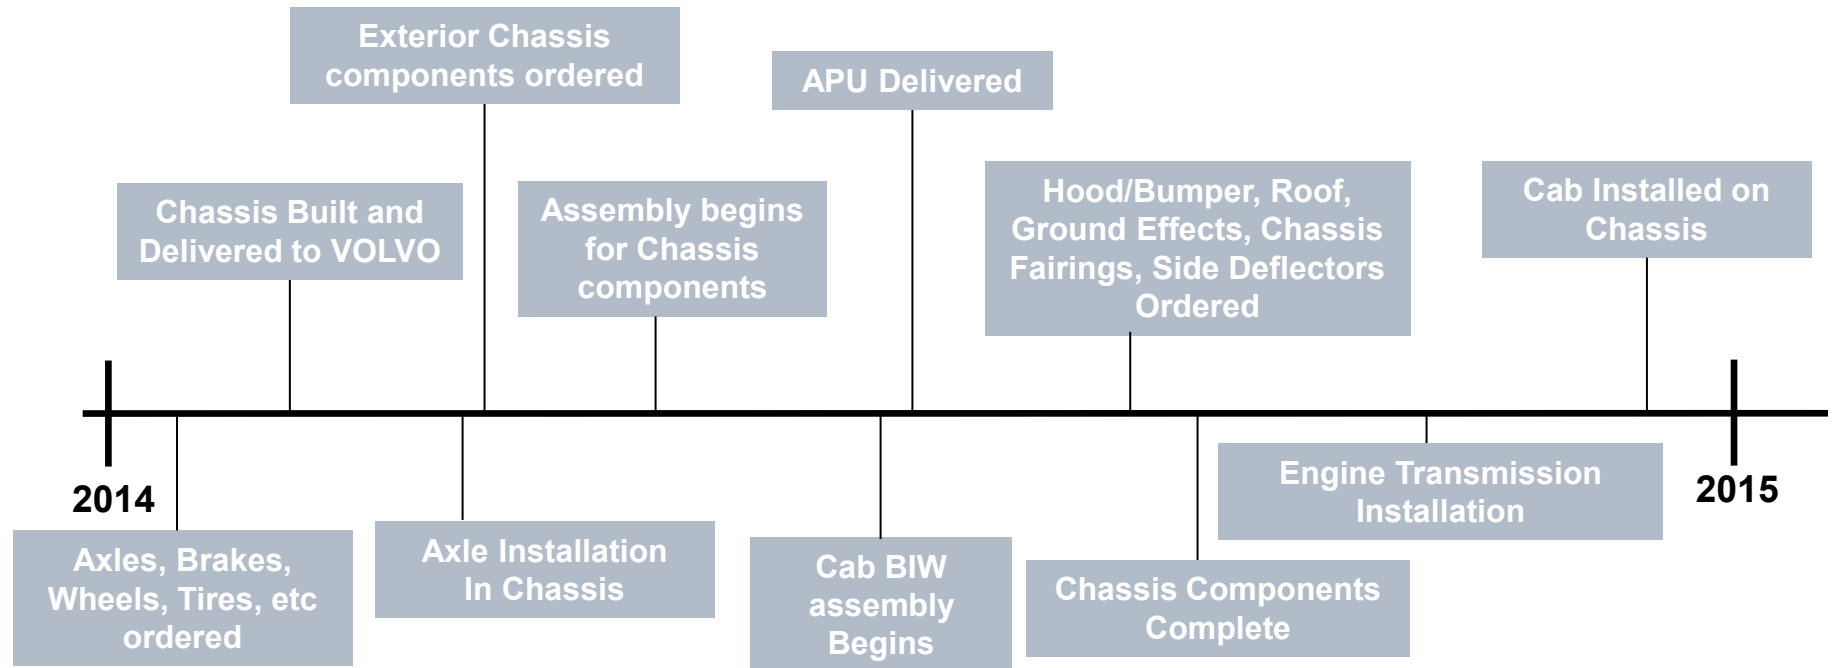 Exterior Chassis
components ordered
APU Delivered
Chassis Built and
Delivered to VOLVO
Assembly begins
for Chassis
components
Hood/Bumper, Roof,
Ground Effects, Chassis
Fairings, Side Deflectors
Ordered
Cab Installed on
Chassis
2014
2015
Axles, Brakes,
Wheels, Tires, etc
ordered
Axle Installation
In Chassis
Cab BIW
assembly
Begins
Chassis Components
Complete
Engine Transmission
Installation